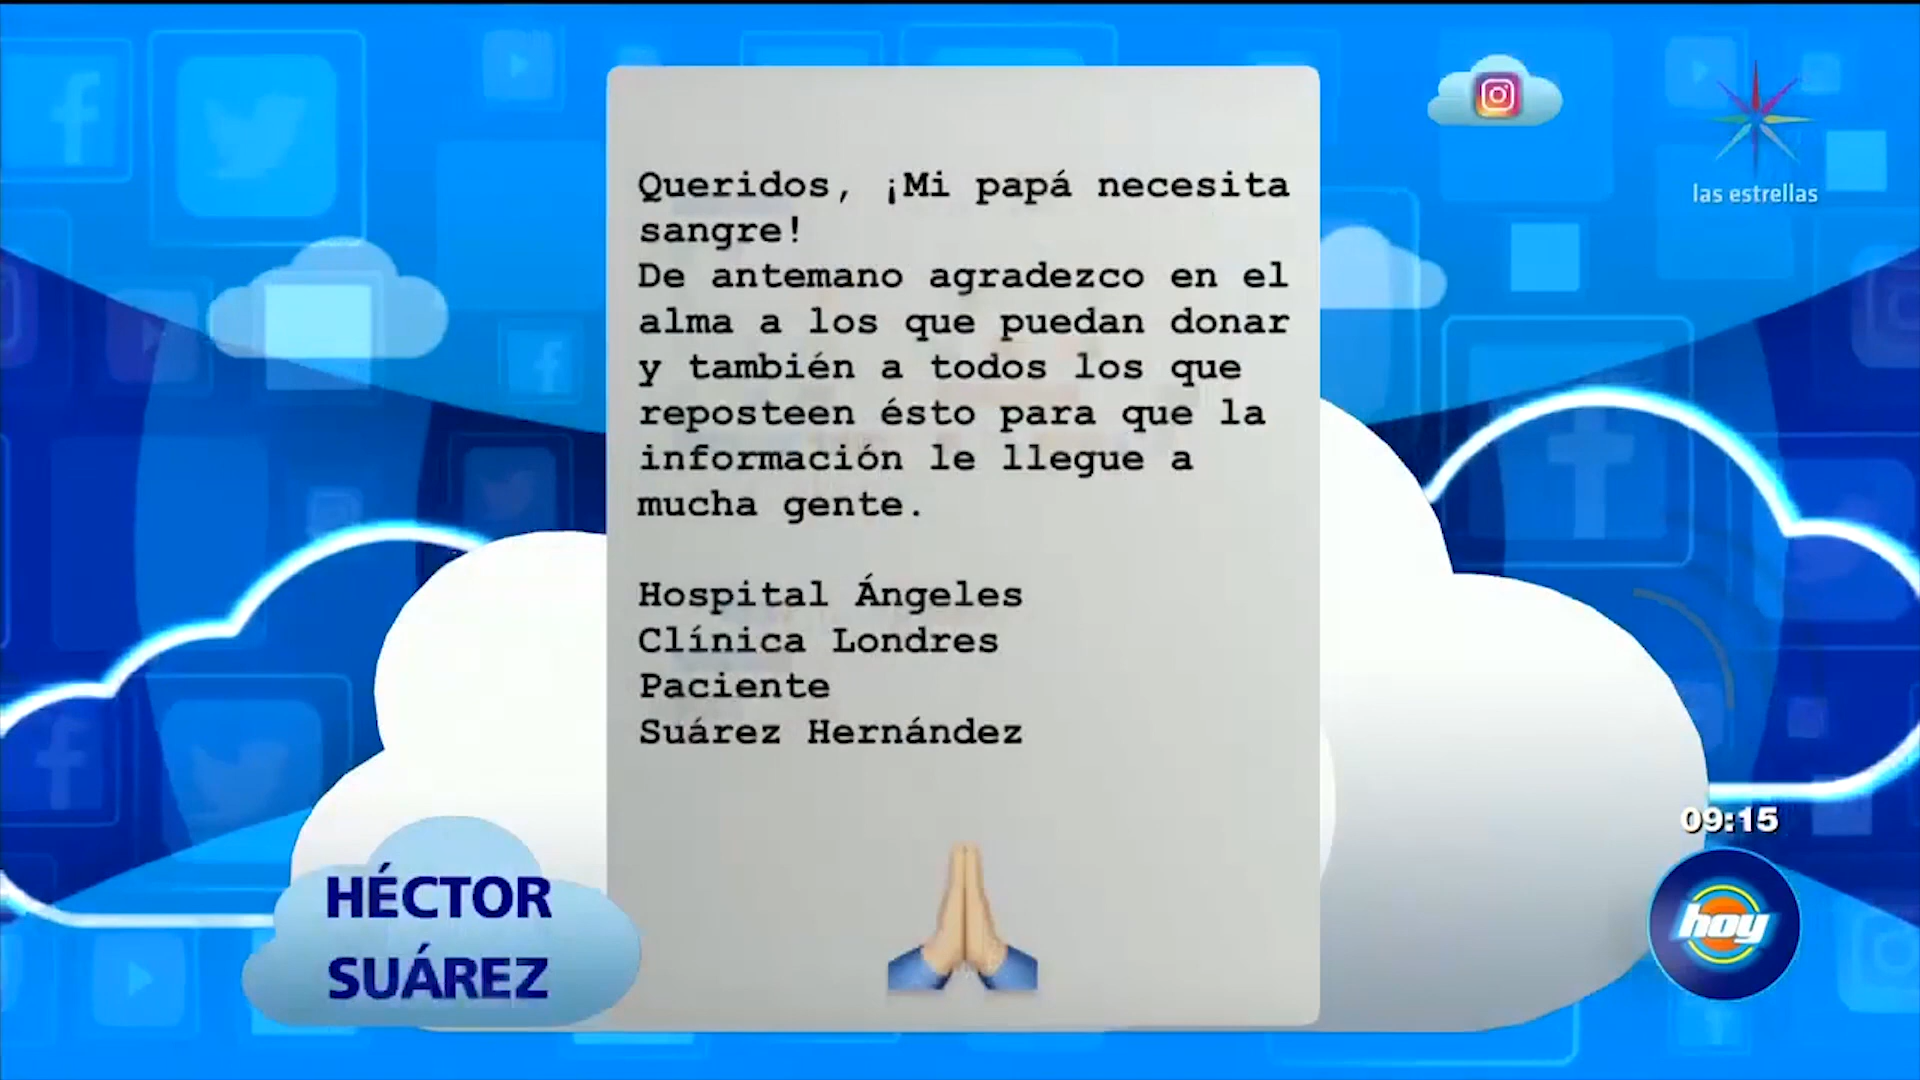 Queridos, ¡Mi papá necesita
sangre!
De antemano agradezco en el
alma a los que puedan donar
y también a todos los que
reposteen ésto para que la
información le llegue a
mucha gente.
Hospital Ángeles
Clínica Londres
Paciente
Suárez Hernández
HÉCTOR
SUÁREZ
las estrellas
09:15
hoy